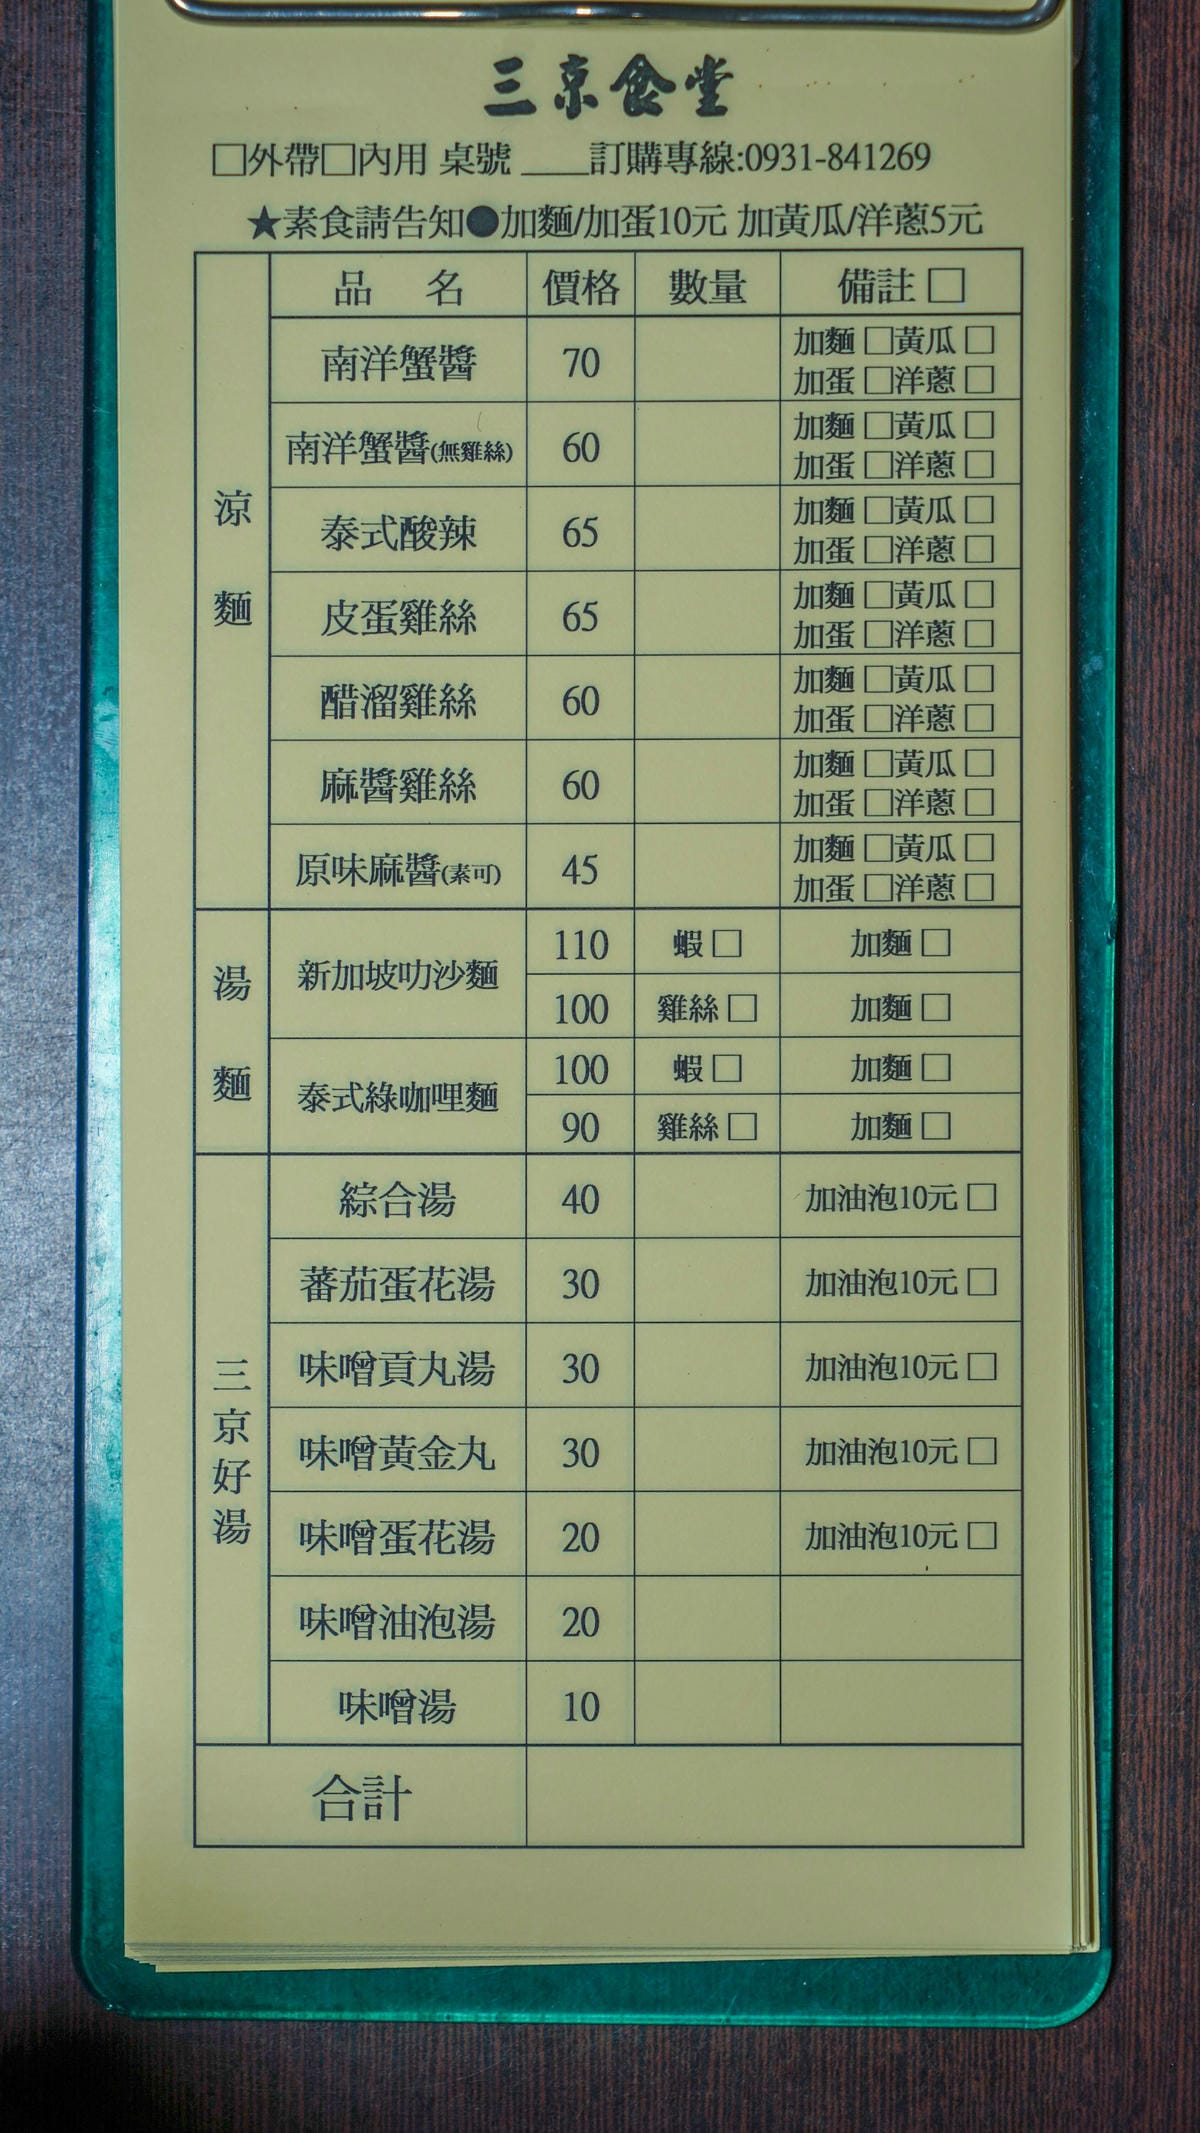 三京食堂
□外帶□內用 桌號 ____訂購專線:0931-841269
★素食請告知●加麵/加蛋10元 加黃瓜/洋蔥5元
品 名 價格 數量 備註 □
涼麵
南洋蟹醬 70 加麵 □黃瓜 □
加蛋 □洋蔥 □
南洋蟹醬(無雞絲) 60 加麵 □黃瓜 □
加蛋 □洋蔥 □
泰式酸辣 65 加麵 □黃瓜 □
加蛋 □洋蔥 □
皮蛋雞絲 65 加麵 □黃瓜 □
加蛋 □洋蔥 □
醋溜雞絲 60 加麵 □黃瓜 □
加蛋 □洋蔥 □
麻醬雞絲 60 加麵 □黃瓜 □
加蛋 □洋蔥 □
原味麻醬(素可) 45 加麵 □黃瓜 □
加蛋 □洋蔥 □
湯麵
新加坡叻沙麵 110 蝦 □ 加麵 □
100 雞絲 □ 加麵 □
泰式綠咖哩麵 100 蝦 □ 加麵 □
90 雞絲 □ 加麵 □
三京好湯
綜合湯 40 加油泡10元 □
蕃茄蛋花湯 30 加油泡10元 □
味噌貢丸湯 30 加油泡10元 □
味噌黃金丸 30 加油泡10元 □
味噌蛋花湯 20 加油泡10元 □
味噌油泡湯 20
味噌湯 10
合計